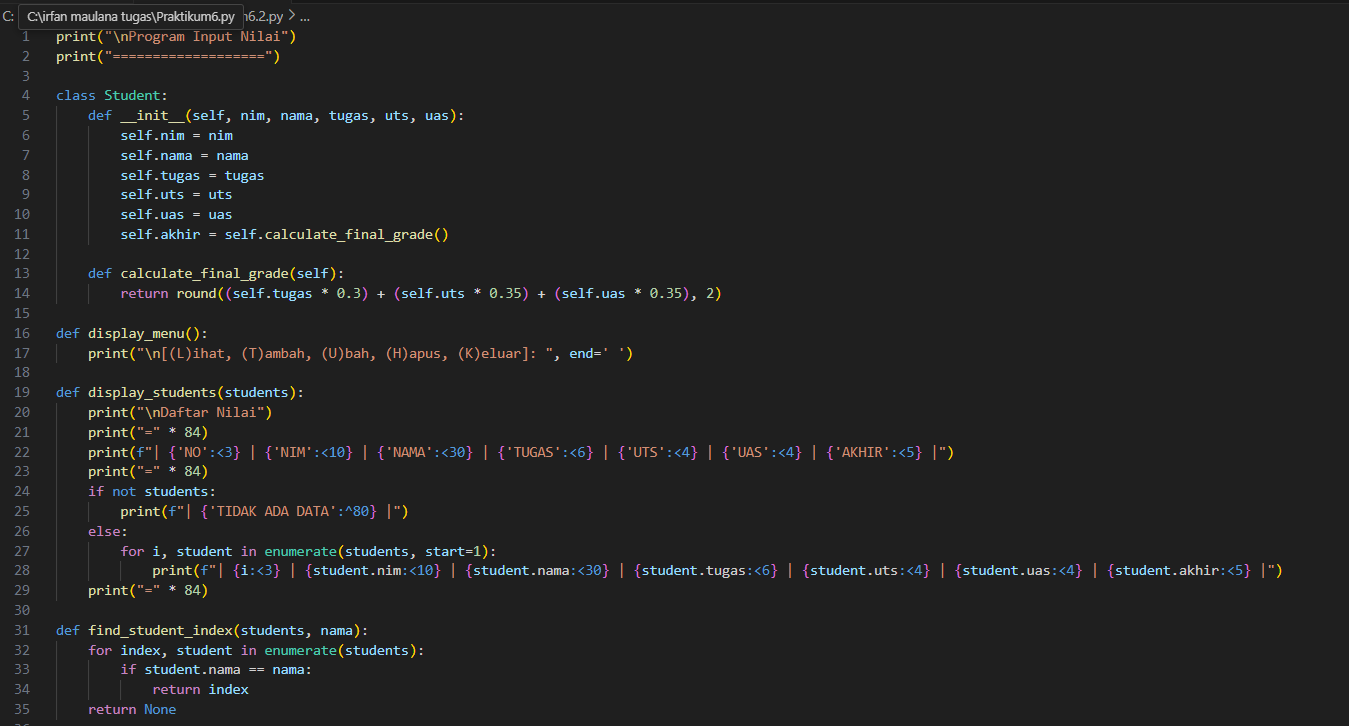 C: C:\irfan maulana tugas\Praktikum6.py 6.2.py > ...
1 print("\nProgram Input Nilai")
2 print("===================")
3
4 class Student:
5     def __init__(self, nim, nama, tugas, uts, uas):
6         self.nim = nim
7         self.nama = nama
8         self.tugas = tugas
9         self.uts = uts
10         self.uas = uas
11         self.akhir = self.calculate_final_grade()
12
13     def calculate_final_grade(self):
14         return round((self.tugas * 0.3) + (self.uts * 0.35) + (self.uas * 0.35), 2)
15
16 def display_menu():
17     print("\n[(L)ihat, (T)ambah, (U)bah, (H)apus, (K)eluar]: ", end=' ')
18
19 def display_students(students):
20     print("\nDaftar Nilai")
21     print("=" * 84)
22     print(f"| {'NO':<3} | {'NIM':<10} | {'NAMA':<30} | {'TUGAS':<6} | {'UTS':<4} | {'UAS':<4} | {'AKHIR':<5} |")
23     print("=" * 84)
24     if not students:
25         print(f"| {'TIDAK ADA DATA':^80} |")
26     else:
27         for i, student in enumerate(students, start=1):
28             print(f"| {i:<3} | {student.nim:<10} | {student.nama:<30} | {student.tugas:<6} | {student.uts:<4} | {student.uas:<4} | {student.akhir:<5} |")
29     print("=" * 84)
30
31 def find_student_index(students, nama):
32     for index, student in enumerate(students):
33         if student.nama == nama:
34             return index
35     return None